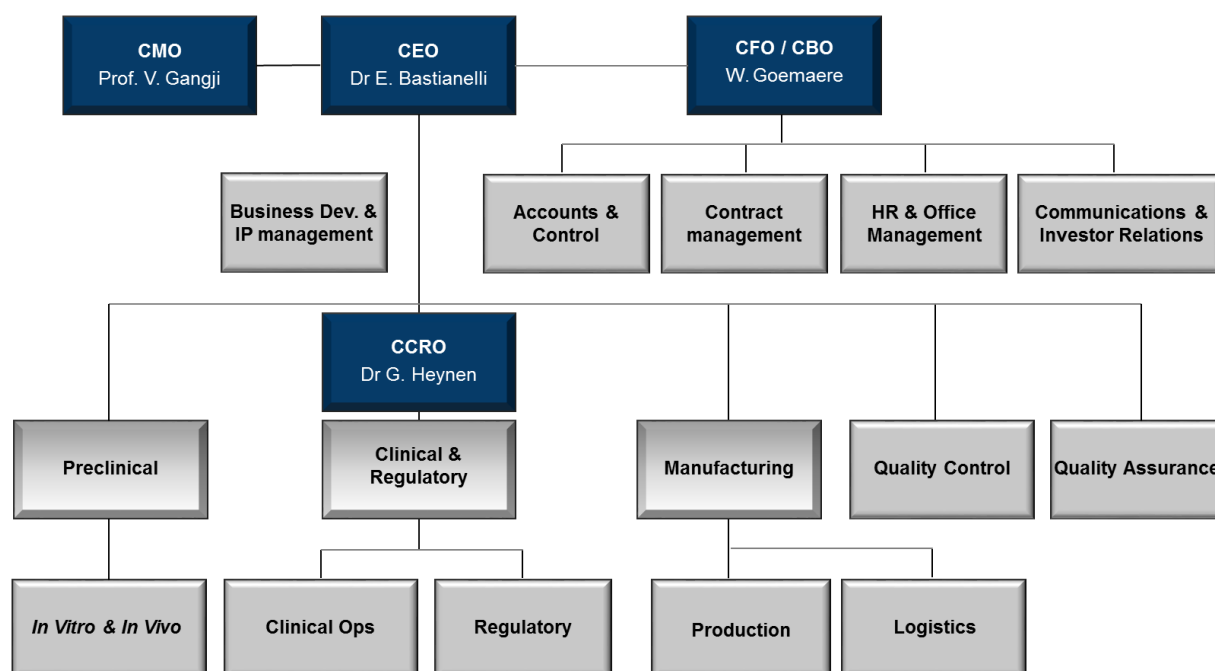 CMO
Prof. V. Gangji
CEO
Dr E. Bastianelli
CFO / CBO
W. Goemaere
Business Dev. &
IP management
Accounts &
Control
Contract
management
HR & Office
Management
Communications &
Investor Relations
CCRO
Dr G. Heynen
Preclinical
Clinical &
Regulatory
Manufacturing
Quality Control
Quality Assurance
In Vitro & In Vivo
Clinical Ops
Regulatory
Production
Logistics